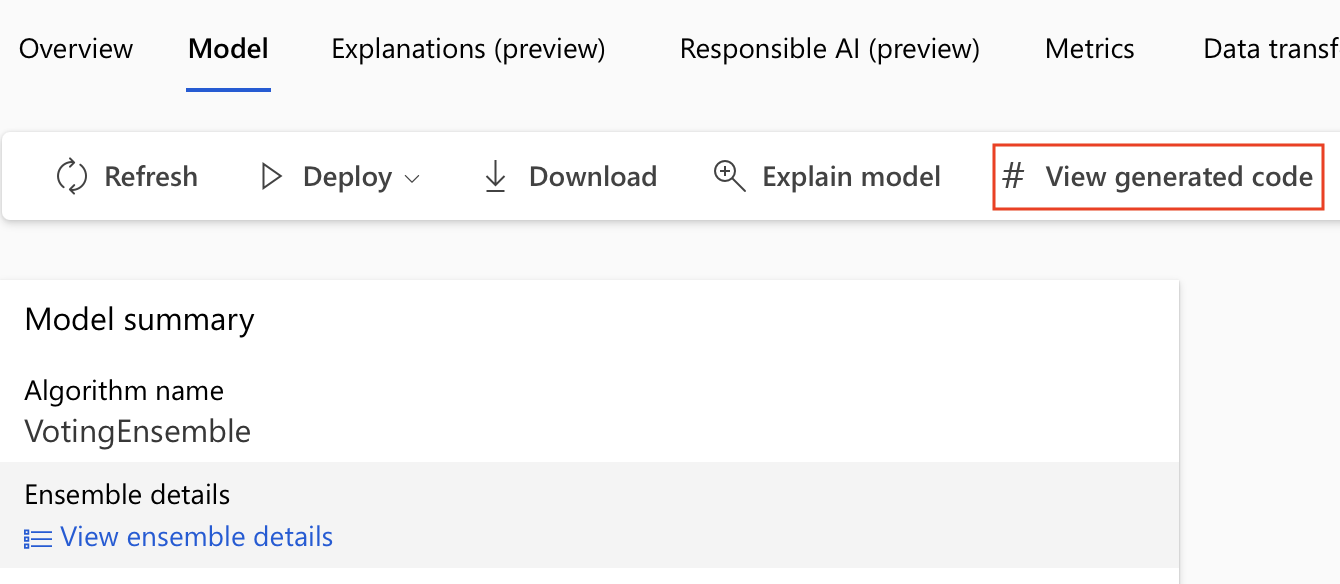 Overview Model Explanations (preview) Responsible AI (preview) Metrics Data transf
Refresh Deploy Download Explain model # View generated code
Model summary
Algorithm name
VotingEnsemble
Ensemble details
View ensemble details